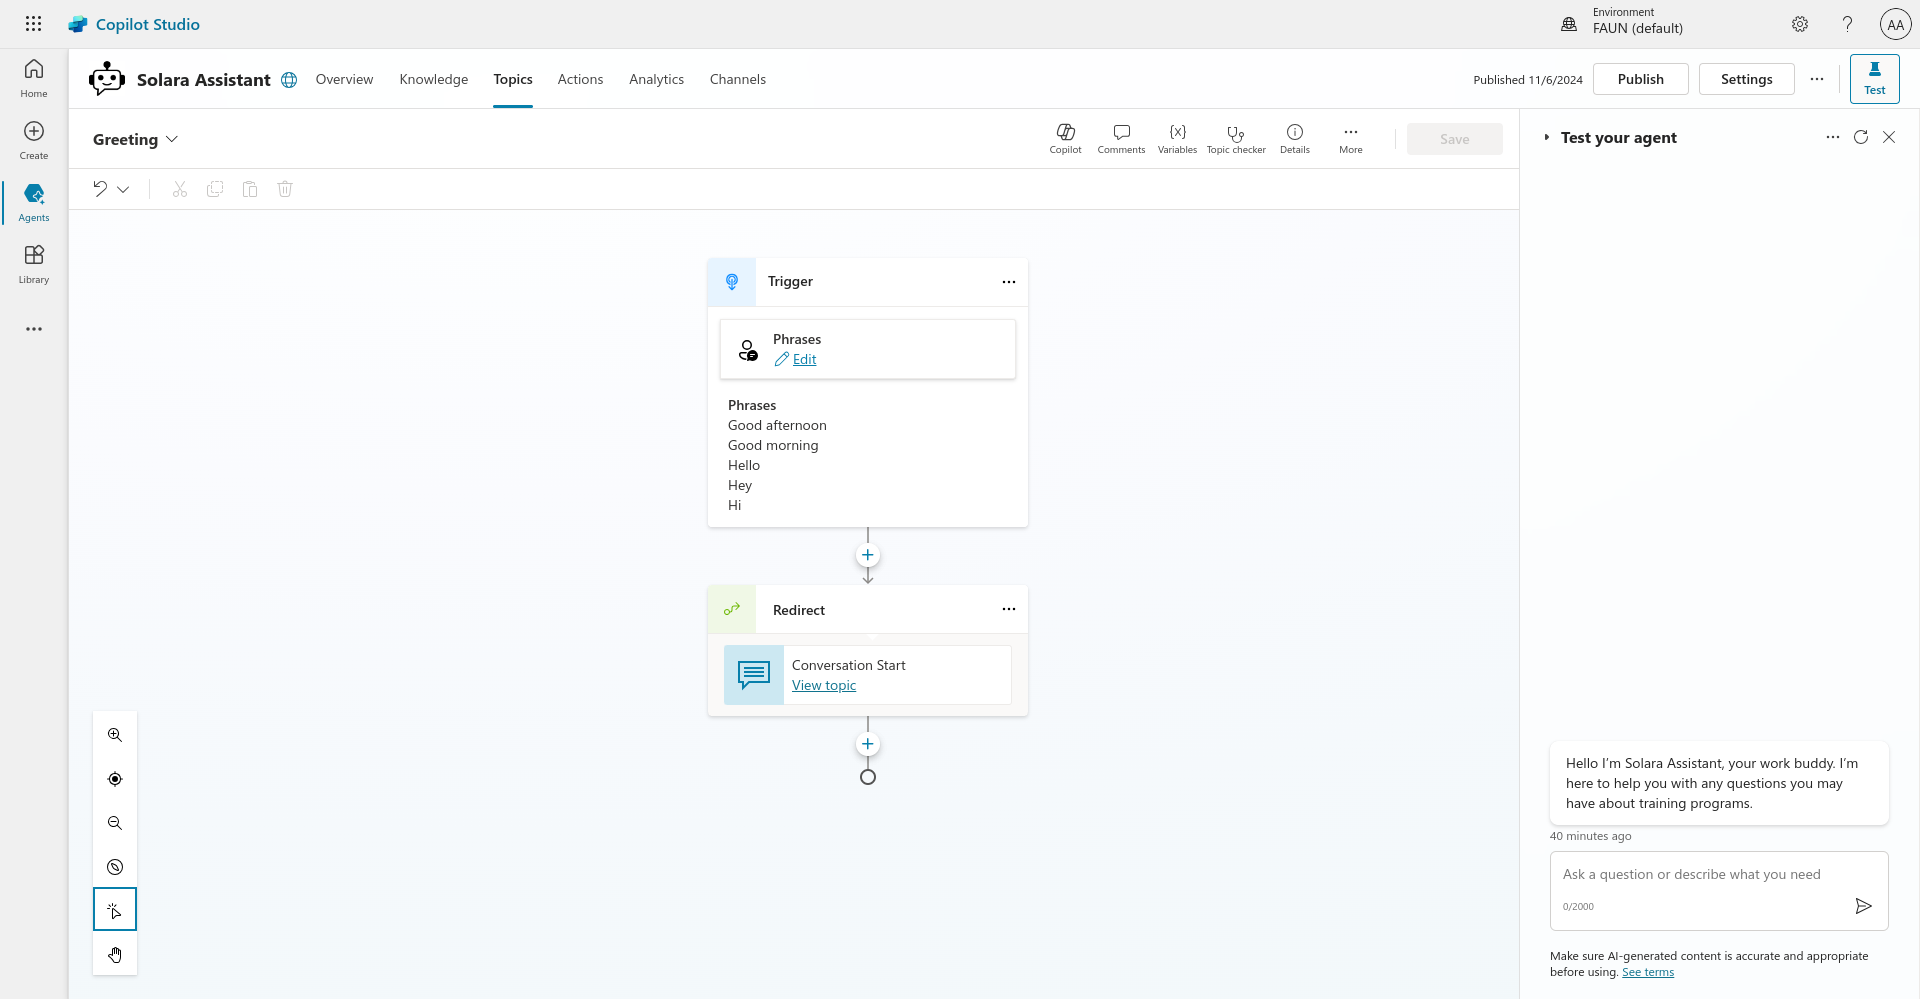 Copilot Studio
Environment
FAUN (default)
?
AA
Home
Create
Agents
Library
Solara Assistant
Overview
Knowledge
Topics
Actions
Analytics
Channels
Published 11/6/2024
Publish
Settings
Test
Greeting
Copilot
Comments
{x}
Variables
Topic checker
Details
More
Save
Trigger
Phrases
Edit
Phrases
Good afternoon
Good morning
Hello
Hey
Hi
Redirect
Conversation Start
View topic
Test your agent
Hello I'm Solara Assistant, your work buddy. I'm
here to help you with any questions you may
have about training programs.
40 minutes ago
Ask a question or describe what you need
0/2000
Make sure AI-generated content is accurate and appropriate
before using. See terms